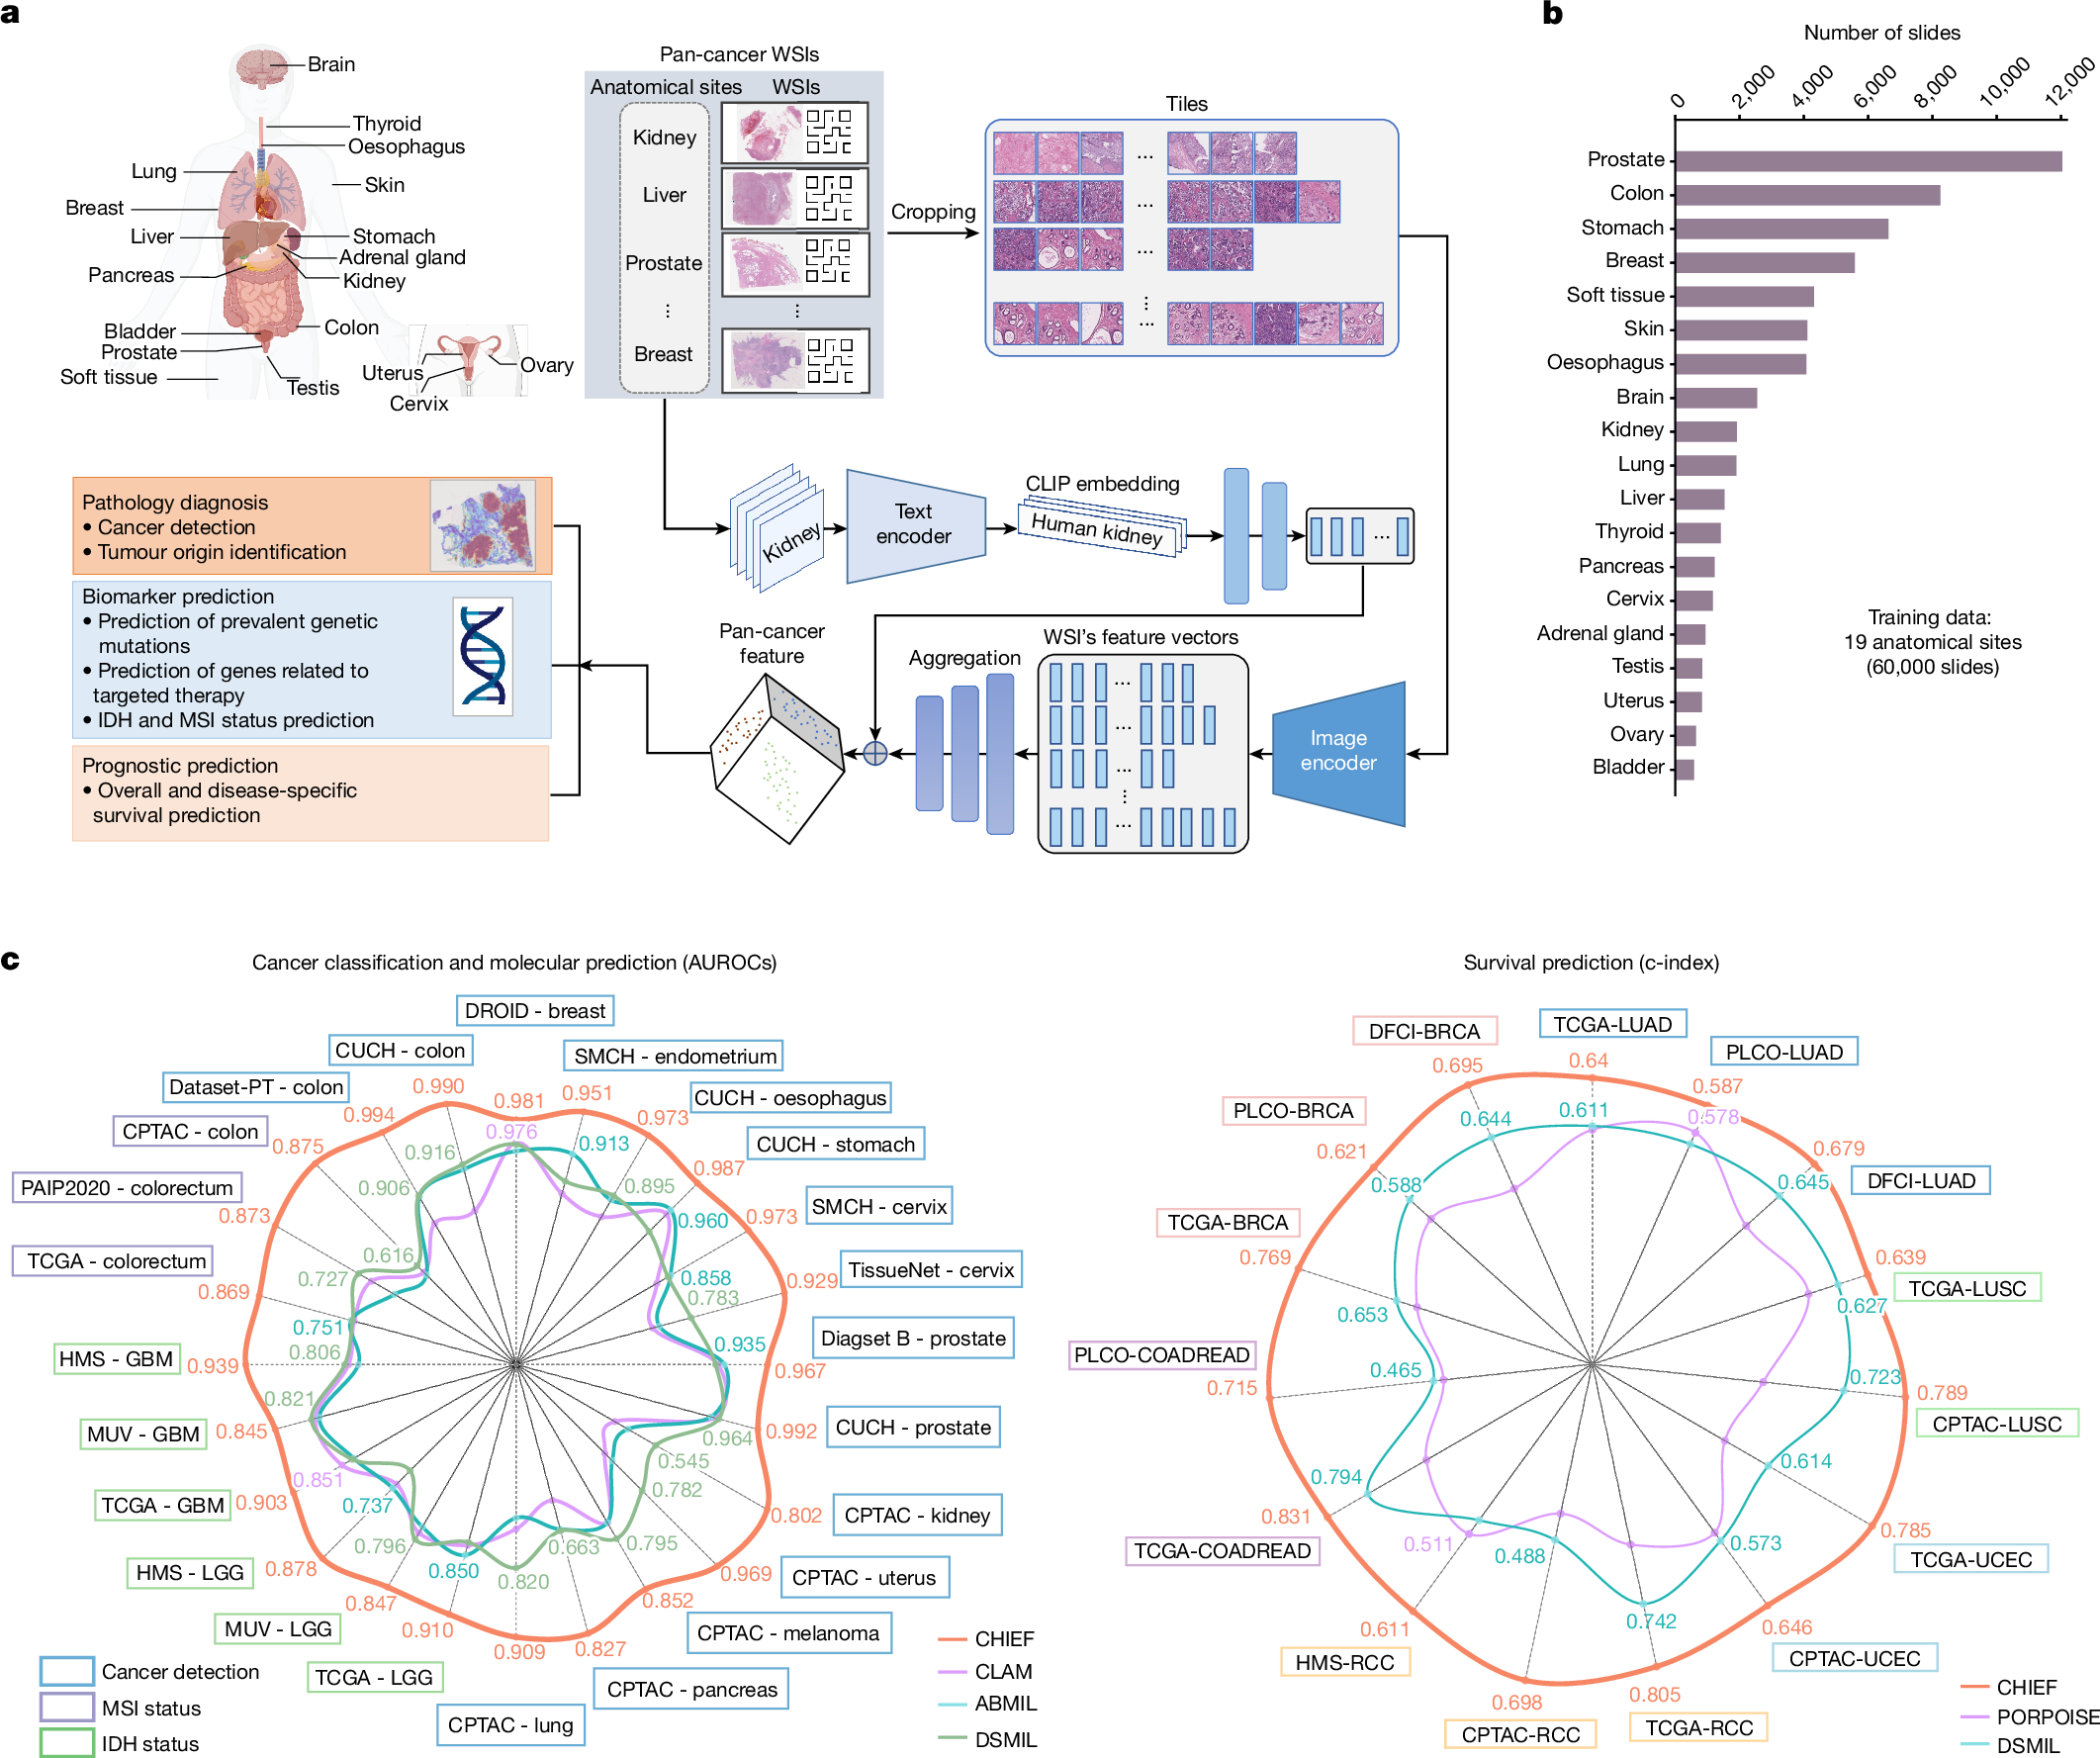 a
Brain
Thyroid
Oesophagus
Lung
Skin
Breast
Liver
Stomach
Adrenal gland
Pancreas
Kidney
Bladder
Colon
Prostate
Soft tissue
Testis
Uterus
Ovary
Cervix
Pan-cancer WSIs
Anatomical sites
WSIs
Kidney
Liver
Prostate
⋮
⋮
Breast
Cropping
Tiles
...
...
...
⋮
...
Kidney
Text
encoder
CLIP embedding
Human kidney
...
Image
encoder
WSI's feature vectors
...
...
...
⋮
...
Aggregation
Pan-cancer
feature
Pathology diagnosis
• Cancer detection
• Tumour origin identification
Biomarker prediction
• Prediction of prevalent genetic
mutations
• Prediction of genes related to
targeted therapy
• IDH and MSI status prediction
Prognostic prediction
• Overall and disease-specific
survival prediction
b
Number of slides
0
2,000
4,000
6,000
8,000
10,000
12,000
Prostate
Colon
Stomach
Breast
Soft tissue
Skin
Oesophagus
Brain
Kidney
Lung
Liver
Thyroid
Pancreas
Cervix
Adrenal gland
Testis
Uterus
Ovary
Bladder
Training data:
19 anatomical sites
(60,000 slides)
c
Cancer classification and molecular prediction (AUROCs)
DROID - breast
SMCH - endometrium
CUCH - oesophagus
CUCH - stomach
SMCH - cervix
TissueNet - cervix
Diagset B - prostate
CUCH - prostate
CPTAC - kidney
CPTAC - uterus
CPTAC - melanoma
CPTAC - pancreas
CPTAC - lung
TCGA - LGG
MUV - LGG
HMS - LGG
TCGA - GBM
MUV - GBM
HMS - GBM
TCGA - colorectum
PAIP2020 - colorectum
CPTAC - colon
Dataset-PT - colon
CUCH - colon
0.981
0.951
0.973
0.987
0.973
0.929
0.967
0.992
0.802
0.969
0.852
0.827
0.909
0.910
0.847
0.878
0.903
0.845
0.939
0.869
0.873
0.875
0.994
0.990
0.976
0.913
0.895
0.960
0.858
0.783
0.935
0.964
0.545
0.782
0.795
0.663
0.820
0.850
0.796
0.737
0.851
0.821
0.806
0.751
0.727
0.616
0.906
0.916
Cancer detection
MSI status
IDH status
CHIEF
CLAM
ABMIL
DSMIL
Survival prediction (c-index)
TCGA-LUAD
PLCO-LUAD
DFCI-LUAD
TCGA-LUSC
CPTAC-LUSC
TCGA-UCEC
CPTAC-UCEC
TCGA-RCC
CPTAC-RCC
HMS-RCC
TCGA-COADREAD
PLCO-COADREAD
TCGA-BRCA
PLCO-BRCA
DFCI-BRCA
0.64
0.587
0.679
0.639
0.789
0.785
0.646
0.805
0.698
0.611
0.831
0.715
0.769
0.621
0.695
0.611
0.578
0.645
0.627
0.723
0.614
0.573
0.742
0.488
0.511
0.794
0.465
0.653
0.588
0.644
CHIEF
PORPOISE
DSMIL